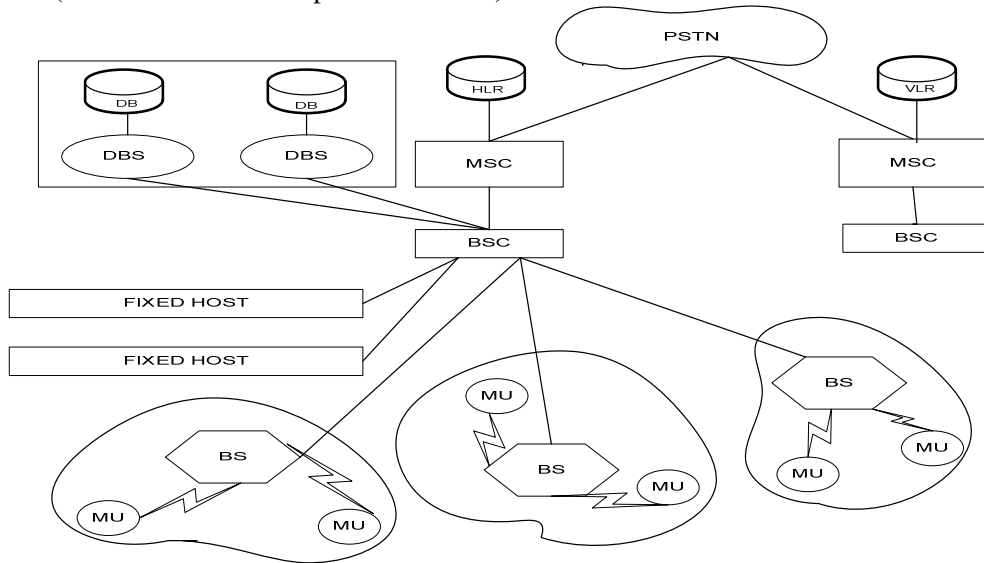 PSTN
DB
DB
HLR
VLR
DBS
DBS
MSC
MSC
BSC
BSC
FIXED HOST
FIXED HOST
BS
MU
MU
BS
MU
MU
BS
MU
MU